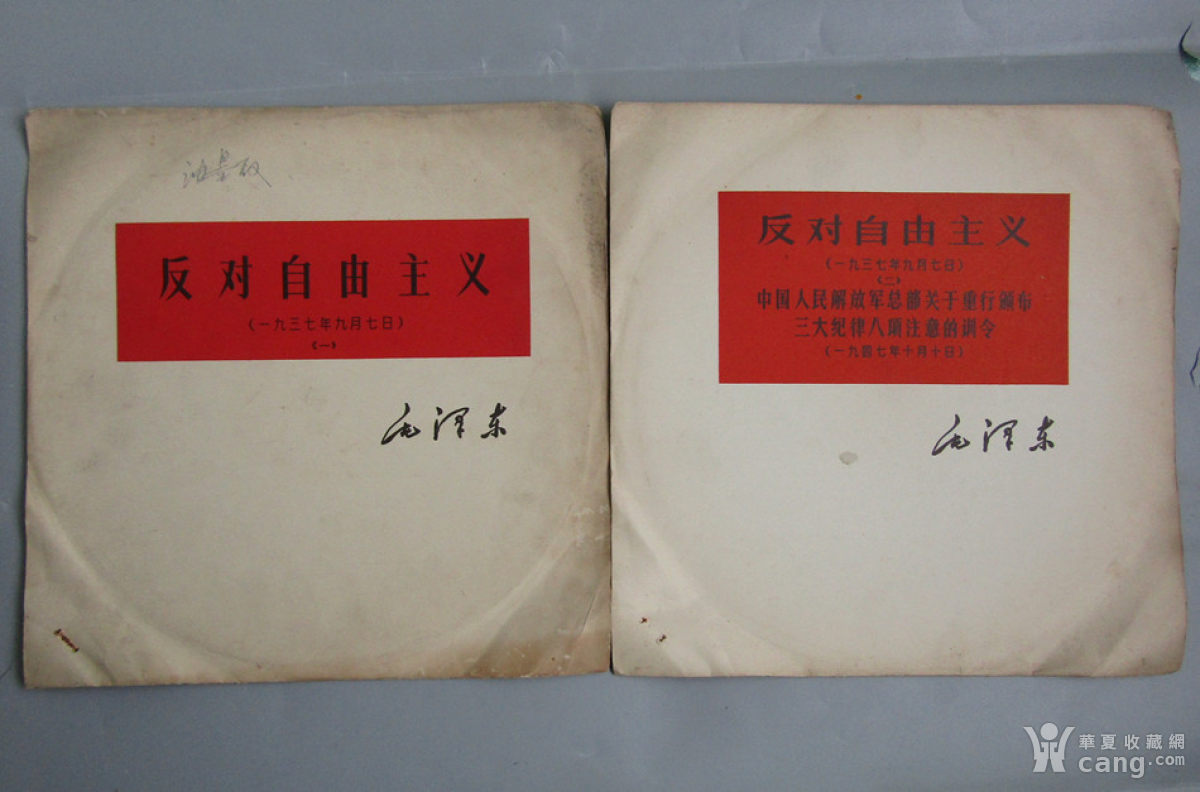 反对自由主义
(一九三七年九月七日)
《一》
毛泽东
反对自由主义
(一九三七年九月七日)
《二》
中国人民解放军总部关于重行颁布
三大纪律八项注意的训令
(一九四七年十月十日)
毛泽东
華夏收藏網
cang.com